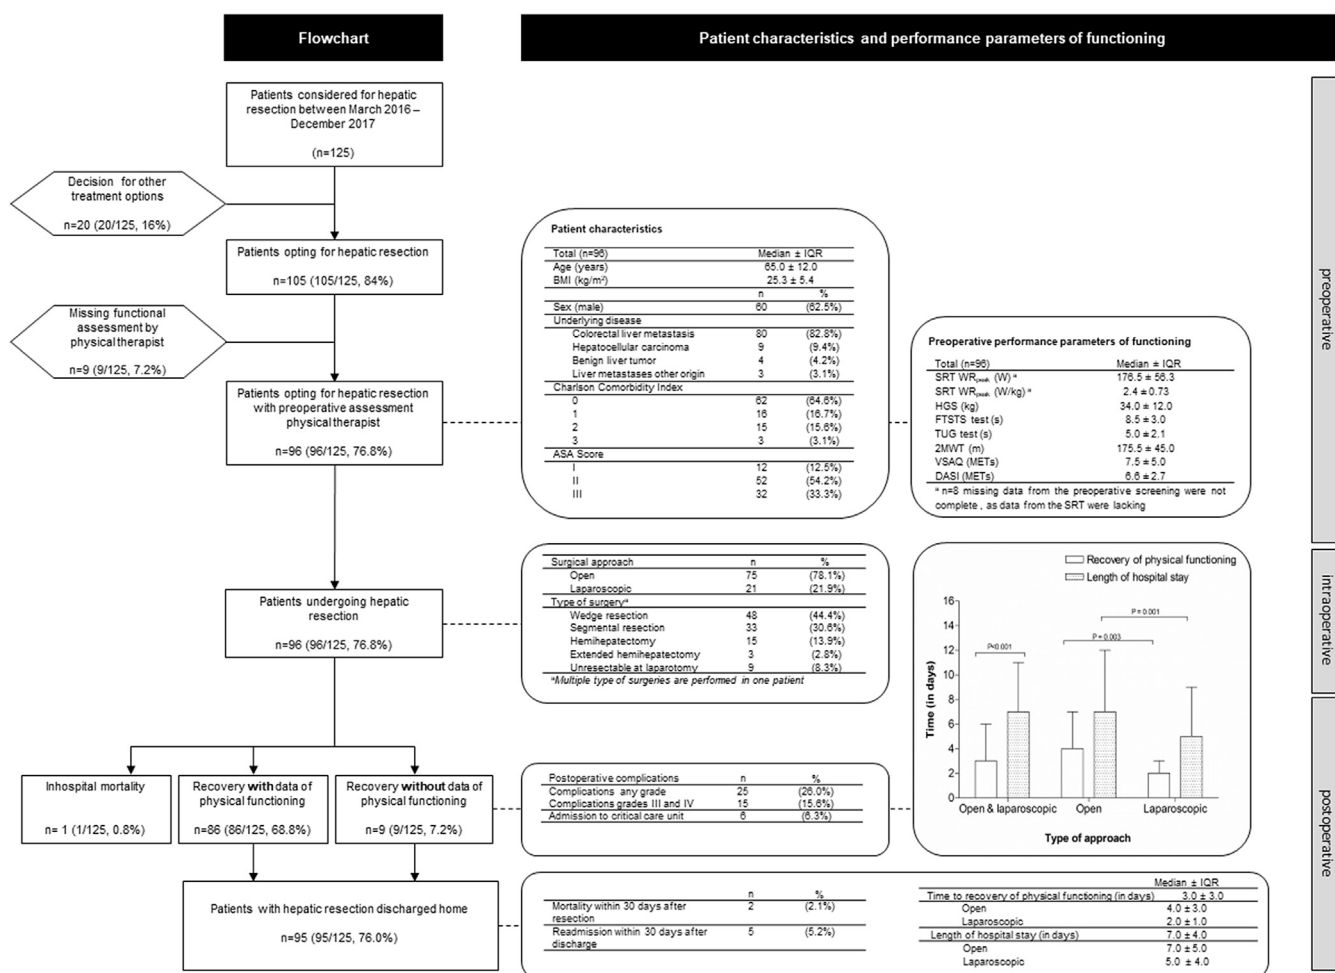 Flowchart
Patient characteristics and performance parameters of functioning
Patients considered for hepatic
resection between March 2016 –
December 2017
(n=125)
Decision for other
treatment options
n=20 (20/125, 16%)
Patients opting for hepatic resection
n=105 (105/125, 84%)
Missing functional
assessment by
physical therapist
n=9 (9/125, 7.2%)
Patients opting for hepatic resection
with preoperative assessment
physical therapist
n=96 (96/125, 76.8%)
Patient characteristics
Total (n=96) Median ± IQR
Age (years) 65.0 ± 12.0
BMI (kg/m²) 25.3 ± 5.4
n %
Sex (male) 60 (62.5%)
Underlying disease
Colorectal liver metastasis 80 (82.8%)
Hepatocellular carcinoma 9 (9.4%)
Benign liver tumor 4 (4.2%)
Liver metastases other origin 3 (3.1%)
Charlson Comorbidity Index
0 62 (64.6%)
1 16 (16.7%)
2 15 (15.6%)
3 3 (3.1%)
ASA Score
I 12 (12.5%)
II 52 (54.2%)
III 32 (33.3%)
Preoperative performance parameters of functioning
Total (n=96) Median ± IQR
SRT WRpeak (W) ª 176.5 ± 56.3
SRT WRpeak (W/kg) ª 2.4 ± 0.73
HGS (kg) 34.0 ± 12.0
FTSTS test (s) 8.5 ± 3.0
TUG test (s) 5.0 ± 2.1
2MWT (m) 175.5 ± 45.0
VSAQ (METs) 7.5 ± 5.0
DASI (METs) 6.6 ± 2.7
ª n=8 missing data from the preoperative screening were not
complete , as data from the SRT were lacking
preoperative
Patients undergoing hepatic
resection
n=96 (96/125, 76.8%)
Surgical approach n %
Open 75 (78.1%)
Laparoscopic 21 (21.9%)
Type of surgeryª
Wedge resection 48 (44.4%)
Segmental resection 33 (30.6%)
Hemihepatectomy 15 (13.9%)
Extended hemihepatectomy 3 (2.8%)
Unresectable at laparotomy 9 (8.3%)
ªMultiple type of surgeries are performed in one patient
Recovery of physical functioning
Length of hospital stay
P = 0.001
P = 0.003
P<0.001
Time (in days)
16
14
12
10
8
6
4
2
0
Open & laparoscopic Open Laparoscopic
Type of approach
intraoperative
Inhospital mortality
n= 1 (1/125, 0.8%)
Recovery with data of
physical functioning
n=86 (86/125, 68.8%)
Recovery without data of
physical functioning
n=9 (9/125, 7.2%)
Postoperative complications n %
Complications any grade 25 (26.0%)
Complications grades III and IV 15 (15.6%)
Admission to critical care unit 6 (6.3%)
Patients with hepatic resection discharged home
n=95 (95/125, 76.0%)
n %
Mortality within 30 days after 2 (2.1%)
resection
Readmission within 30 days after 5 (5.2%)
discharge
Median ± IQR
Time to recovery of physical functioning (in days) 3.0 ± 3.0
Open 4.0 ± 3.0
Laparoscopic 2.0 ± 1.0
Length of hospital stay (in days) 7.0 ± 4.0
Open 7.0 ± 5.0
Laparoscopic 5.0 ± 4.0
postoperative